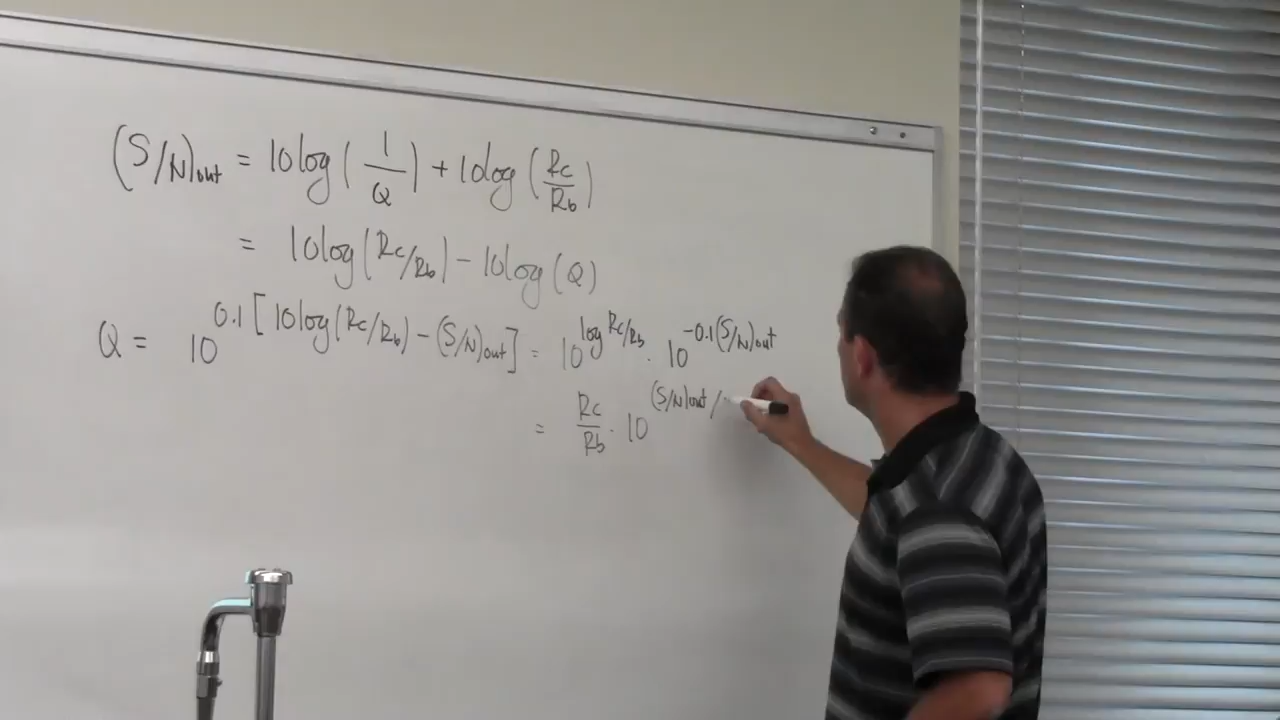 (S/N)out = 10log(1/Q) + 10log(Rc/Rb)
= 10log(Rc/Rb) - 10log(Q)
Q = 10^0.1[10log(Rc/Rb) - (S/N)out] = 10^log Rc/Rb · 10^-0.1(S/N)out
= Rc/Rb · 10^(S/N)out /